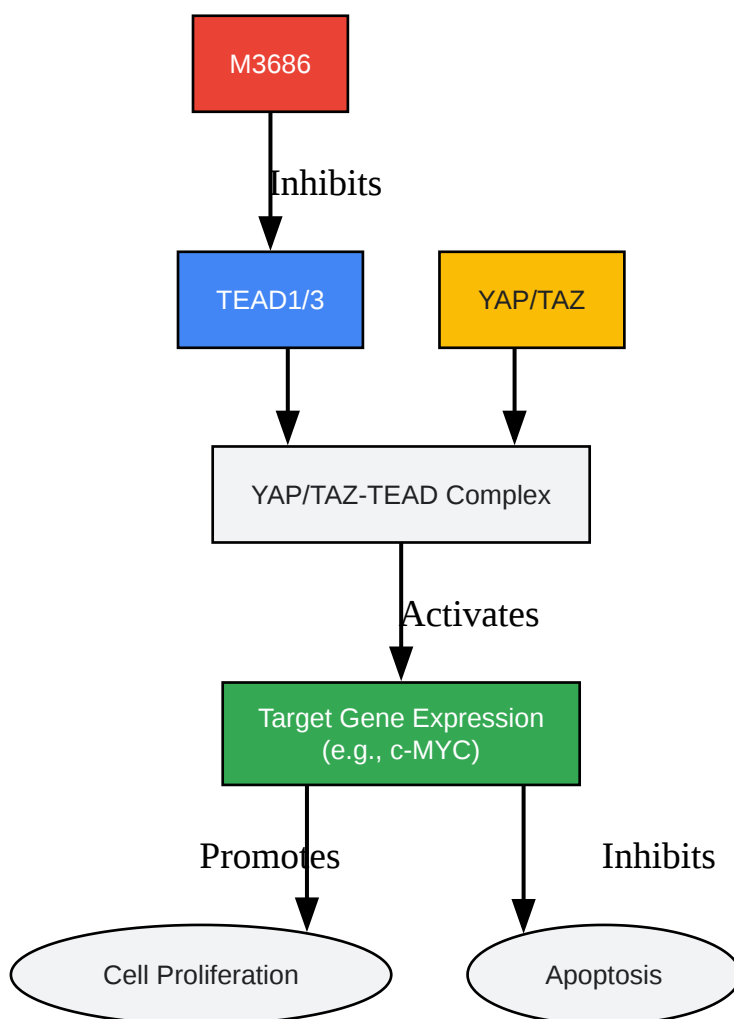 M3686
Inhibits
TEAD1/3
YAP/TAZ
YAP/TAZ-TEAD Complex
Activates
Target Gene Expression
(e.g., c-MYC)
Promotes
Inhibits
Cell Proliferation
Apoptosis